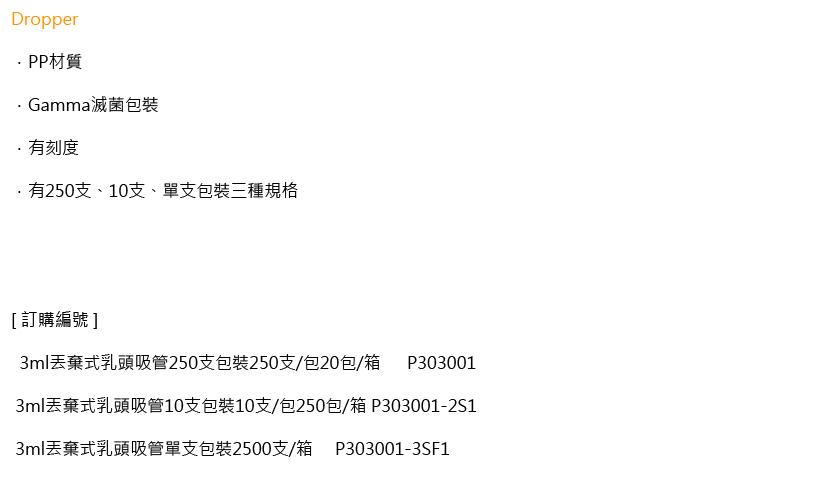 Dropper
．PP材質
．Gamma滅菌包裝
．有刻度
．有250支、10支、單支包裝三種規格
[ 訂購編號 ]
3ml丟棄式乳頭吸管250支包裝250支/包20包/箱 P303001
3ml丟棄式乳頭吸管10支包裝10支/包250包/箱 P303001-2S1
3ml丟棄式乳頭吸管單支包裝2500支/箱 P303001-3SF1